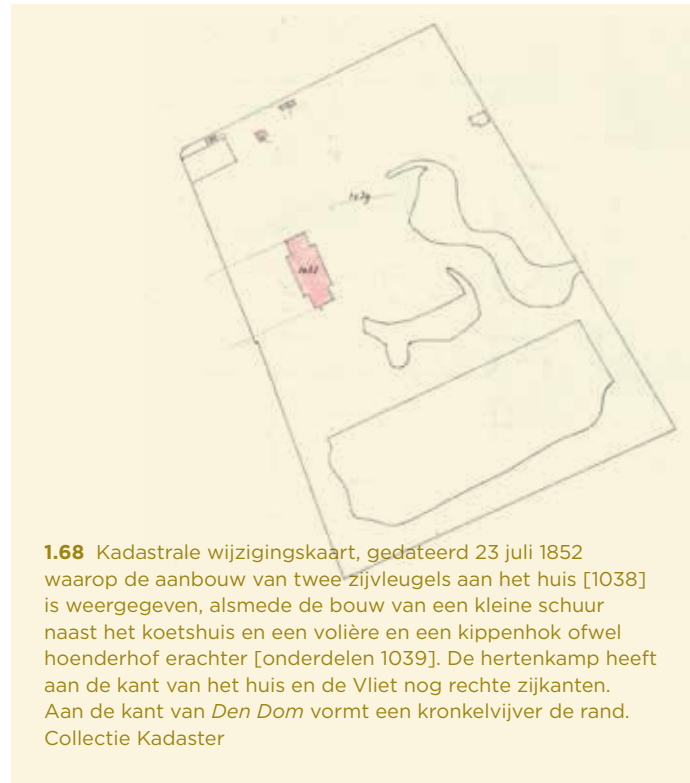 1039
1038
1.68 Kadastrale wijzigingskaart, gedateerd 23 juli 1852
waarop de aanbouw van twee zijvleugels aan het huis [1038]
is weergegeven, alsmede de bouw van een kleine schuur
naast het koetshuis en een volière en een kippenhok ofwel
hoenderhof erachter [onderdelen 1039]. De hertenkamp heeft
aan de kant van het huis en de Vliet nog rechte zijkanten.
Aan de kant van Den Dom vormt een kronkelvijver de rand.
Collectie Kadaster